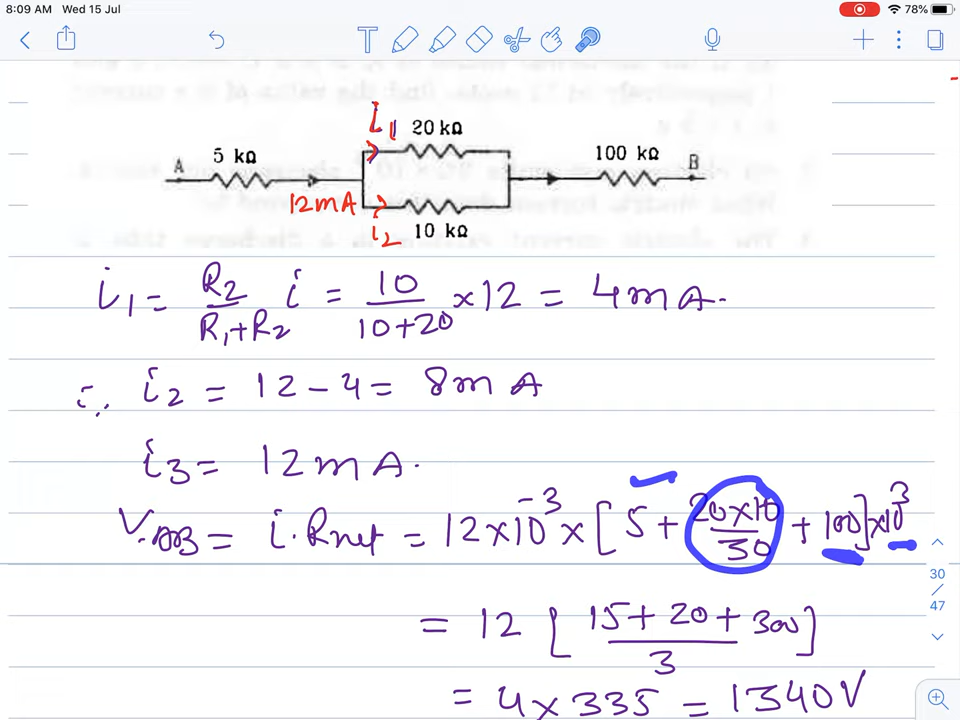 8:09 AM Wed 15 Jul 78%
i1 20 kΩ
A 5 kΩ 100 kΩ B
12mA
i2 10 kΩ
i1 = R2/R1+R2 i = 10/10+20 ×12 = 4mA.
∴ i2 = 12 - 4 = 8mA
i3 = 12mA.
VAB = i.Rnet = 12×10^-3 × [5 + 20×10/30 + 100]×10^3
= 12 [15+20+300/3]
= 4×335 = 1340V
30
/
47